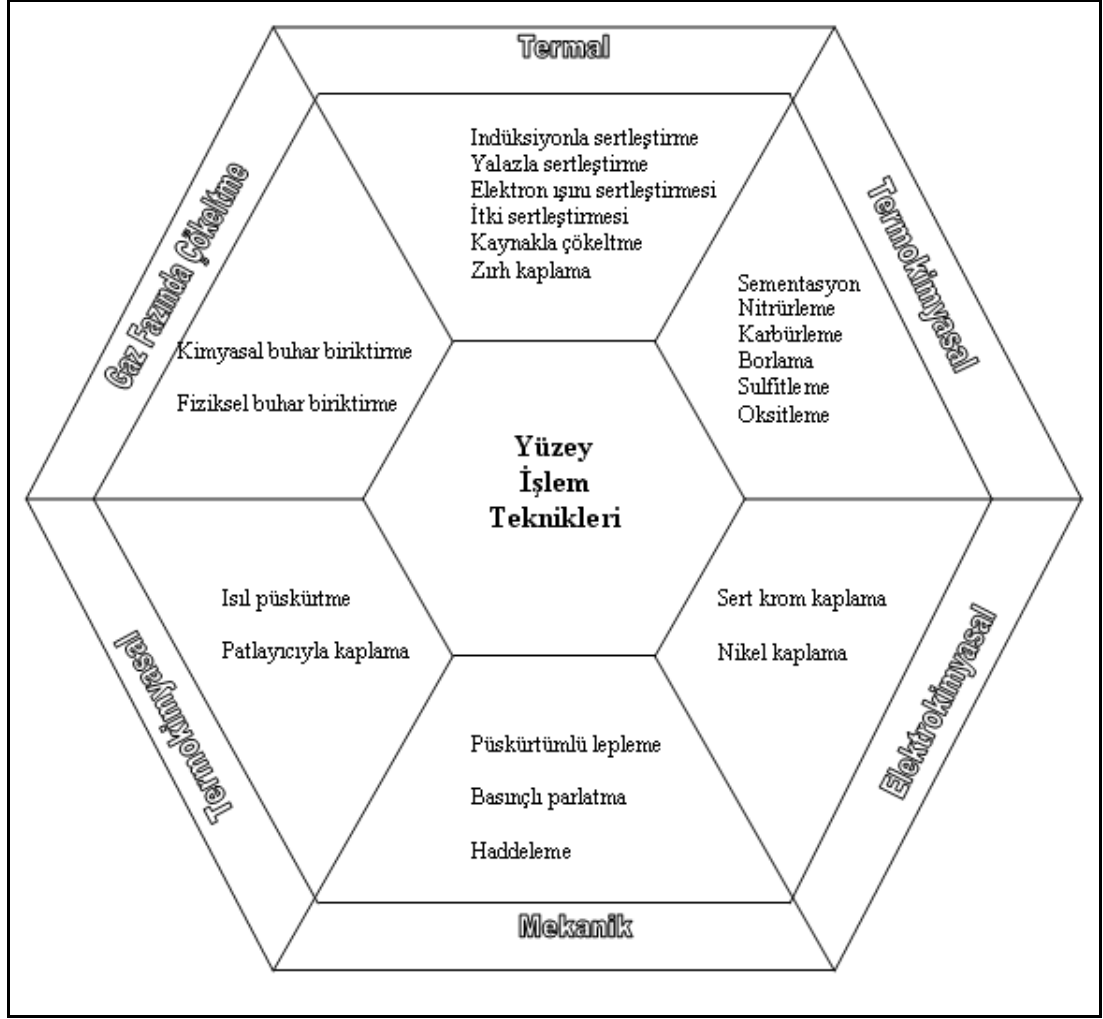 Termal
Indüksiyonla sertleştirme
Yalazla sertleştirme
Elektron ışını sertleştirmesi
İtki sertleştirmesi
Kaynakla çökeltme
Zırh kaplama
Termokimyasal
Sementasyon
Nitrürleme
Karbürleme
Borlama
Sulfitleme
Oksitleme
Gaz Fazında Çökeltme
Kimyasal buhar biriktirme
Fiziksel buhar biriktirme
Yüzey
İşlem
Teknikleri
Termokimyasal
Isıl püskürtme
Patlayıcıyla kaplama
Elektrokimyasal
Sert krom kaplama
Nikel kaplama
Püskürtümlü lepleme
Basınçlı parlatma
Haddeleme
Mekanik